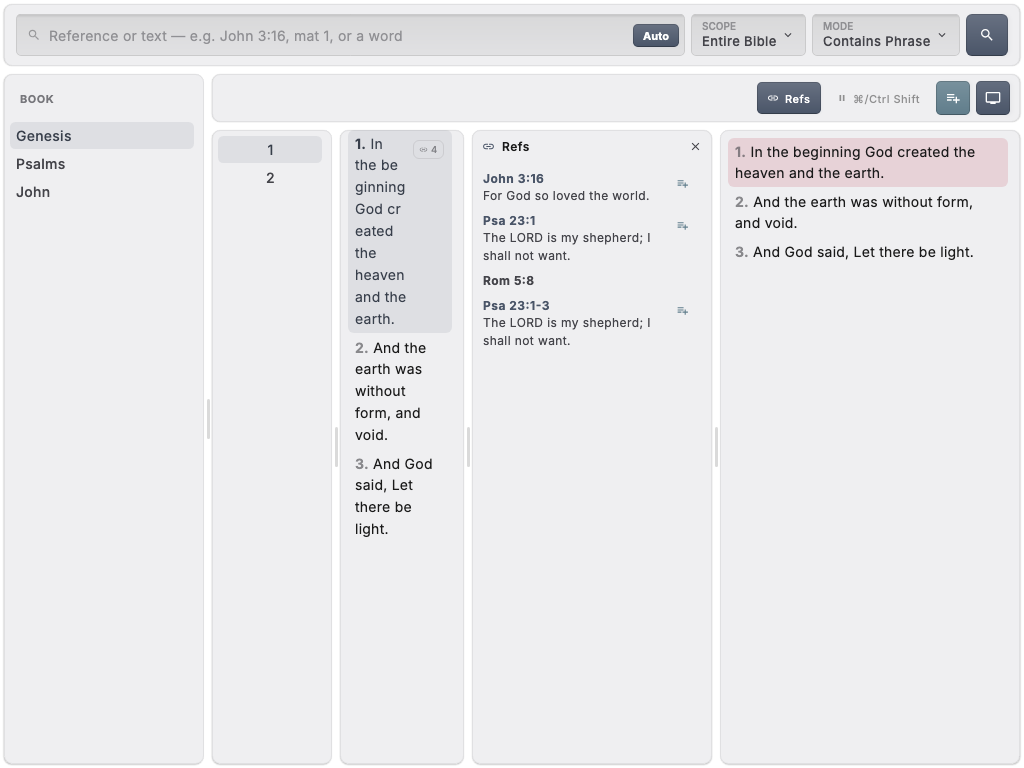 Reference or text — e.g. John 3:16, mat 1, or a word
Auto
SCOPE
Entire Bible
MODE
Contains Phrase
BOOK
Genesis
Psalms
John
Refs
⌘/Ctrl Shift
1
2
1. In
the be
ginning
God cr
eated
the
heaven
and the
earth.
4
2. And the
earth was
without
form, and
void.
3. And God
said, Let
there be
light.
Refs
John 3:16
For God so loved the world.
Psa 23:1
The LORD is my shepherd; I
shall not want.
Rom 5:8
Psa 23:1-3
The LORD is my shepherd; I
shall not want.
1. In the beginning God created the
heaven and the earth.
2. And the earth was without form,
and void.
3. And God said, Let there be light.